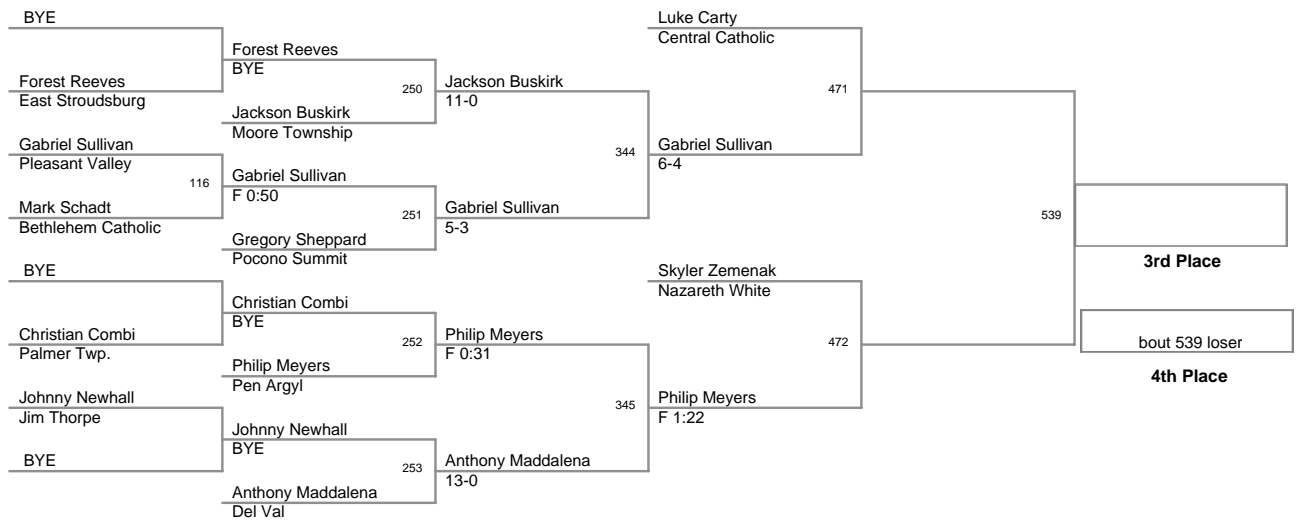 BYE
Forest Reeves
East Stroudsburg
Gabriel Sullivan
Pleasant Valley
116
Mark Schadt
Bethlehem Catholic
BYE
Christian Combi
Palmer Twp.
Johnny Newhall
Jim Thorpe
BYE
Forest Reeves
BYE
250
Jackson Buskirk
Moore Township
Gabriel Sullivan
F 0:50
251
Gregory Sheppard
Pocono Summit
Christian Combi
BYE
252
Philip Meyers
Pen Argyl
Johnny Newhall
BYE
253
Anthony Maddalena
Del Val
Jackson Buskirk
11-0
344
Gabriel Sullivan
5-3
Philip Meyers
F 0:31
345
Anthony Maddalena
13-0
Luke Carty
Central Catholic
471
Gabriel Sullivan
6-4
Skyler Zemenak
Nazareth White
472
Philip Meyers
F 1:22
539
3rd Place
bout 539 loser
4th Place